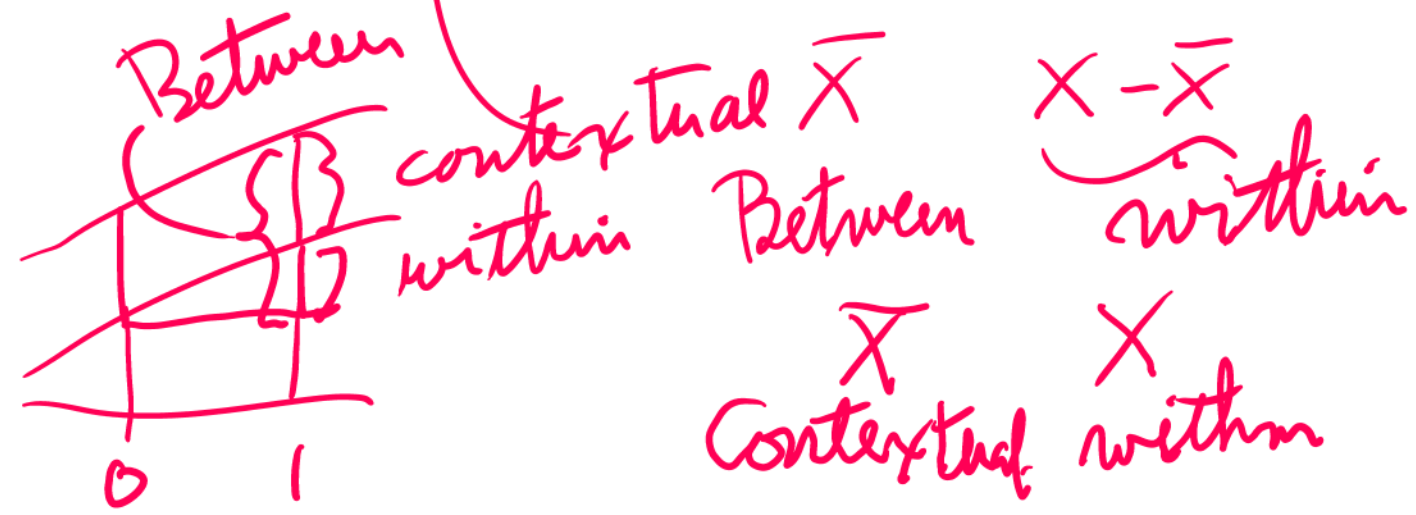 Between
contextual X̄ X - X̄
within Between within
X̄ X
Contextual within
0 1